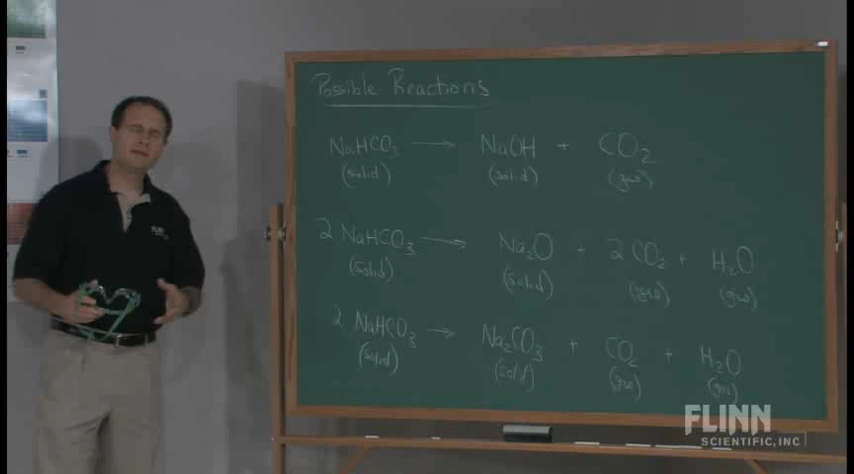 Possible Reactions
NaHCO₃ → NaOH + CO₂
(solid) (solid) (gas)
2 NaHCO₃ → Na₂O + 2 CO₂ + H₂O
(solid) (solid) (gas) (gas)
2 NaHCO₃ → Na₂CO₃ + CO₂ + H₂O
(solid) (solid) (gas) (gas)
FLINN
FLINN
SCIENTIFIC, INC